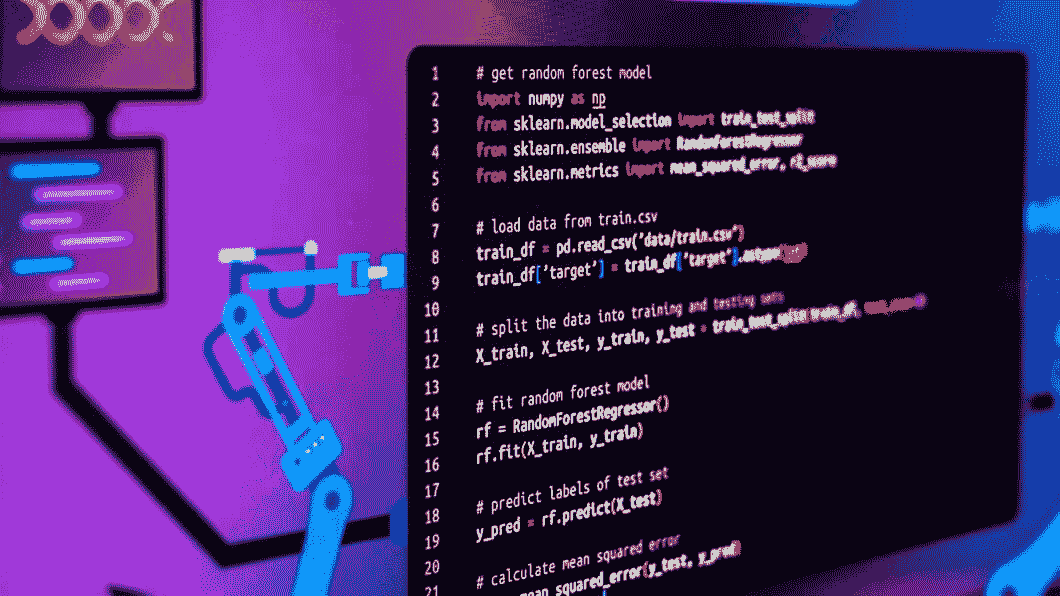 1 # get random forest model
2 import numpy as np
3 from sklearn.model_selection import train_test_split
4 from sklearn.ensemble import RandomForestRegressor
5 from sklearn.metrics import mean_squared_error, r2_score
6
7 # load data from train.csv
8 train_df = pd.read_csv('data/train.csv')
9 train_df['target'] = train_df['target'].astype(
10
11 # split the data into training and testing sets
12 X_train, X_test, y_train, y_test = train_test_split(train_df,
13
14 # fit random forest model
15 rf = RandomForestRegressor()
16 rf.fit(X_train, y_train)
17
18 # predict labels of test set
19 y_pred = rf.predict(X_test)
20
21 # calculate mean squared error
mean_squared_error(y_test, y_pred)